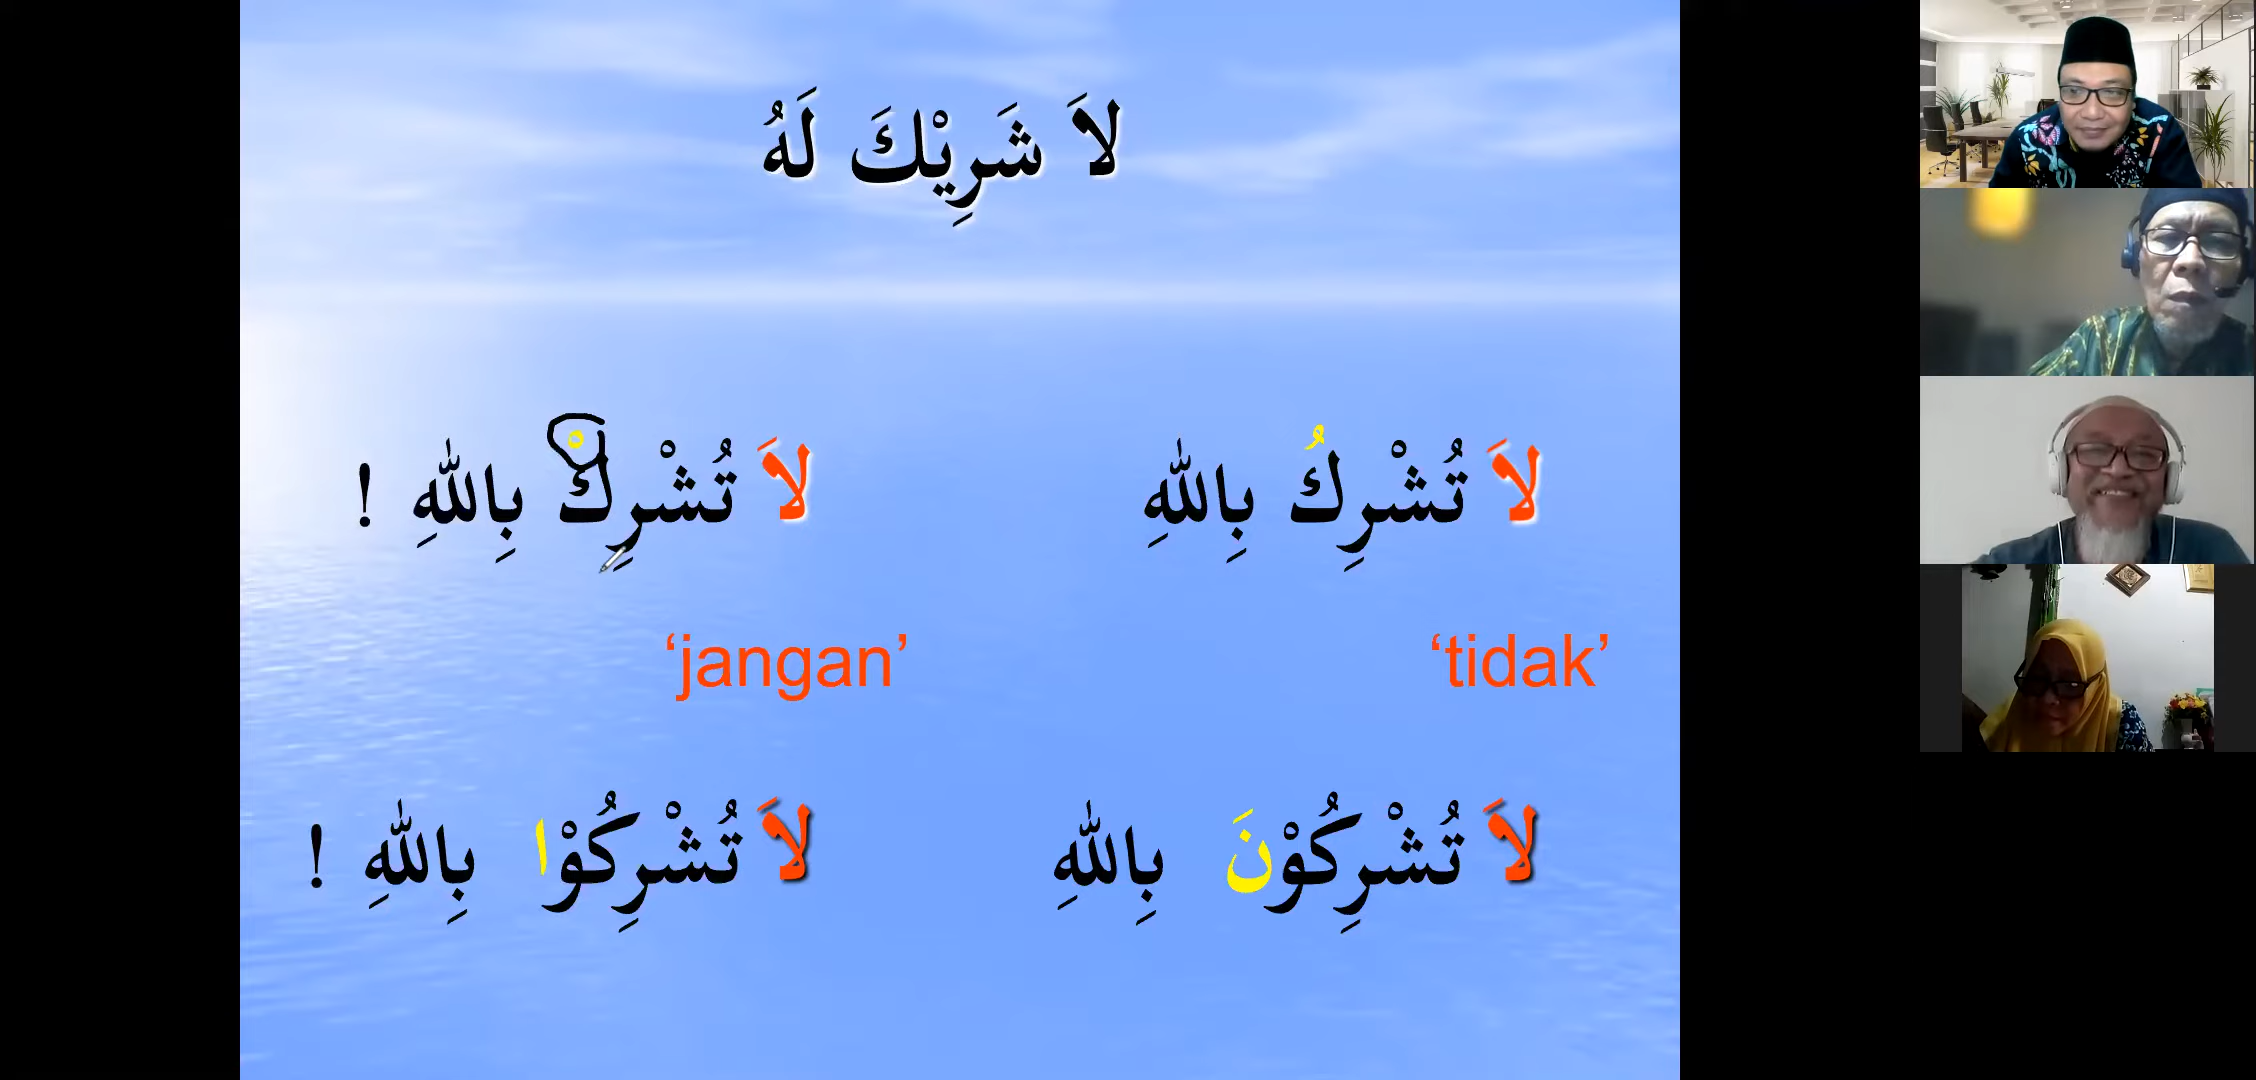 لاَ شَرِيْكَ لَهُ
لاَ تُشْرِكُ بِاللهِ
لاَ تُشْرِكْ بِاللهِ !
‘tidak’
‘jangan’
لاَ تُشْرِكُوْنَ بِاللهِ
لاَ تُشْرِكُوْا بِاللهِ !